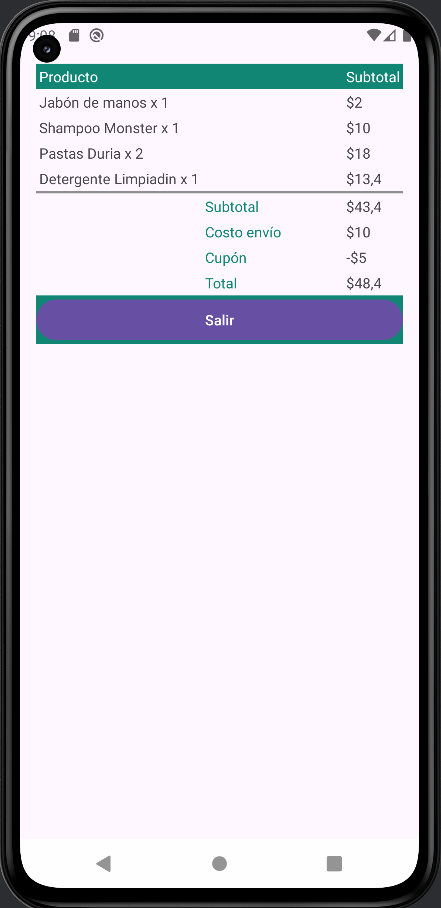 9:08
Producto Subtotal
Jabón de manos x 1 $2
Shampoo Monster x 1 $10
Pastas Duria x 2 $18
Detergente Limpiadin x 1 $13,4
Subtotal $43,4
Costo envío $10
Cupón -$5
Total $48,4
Salir